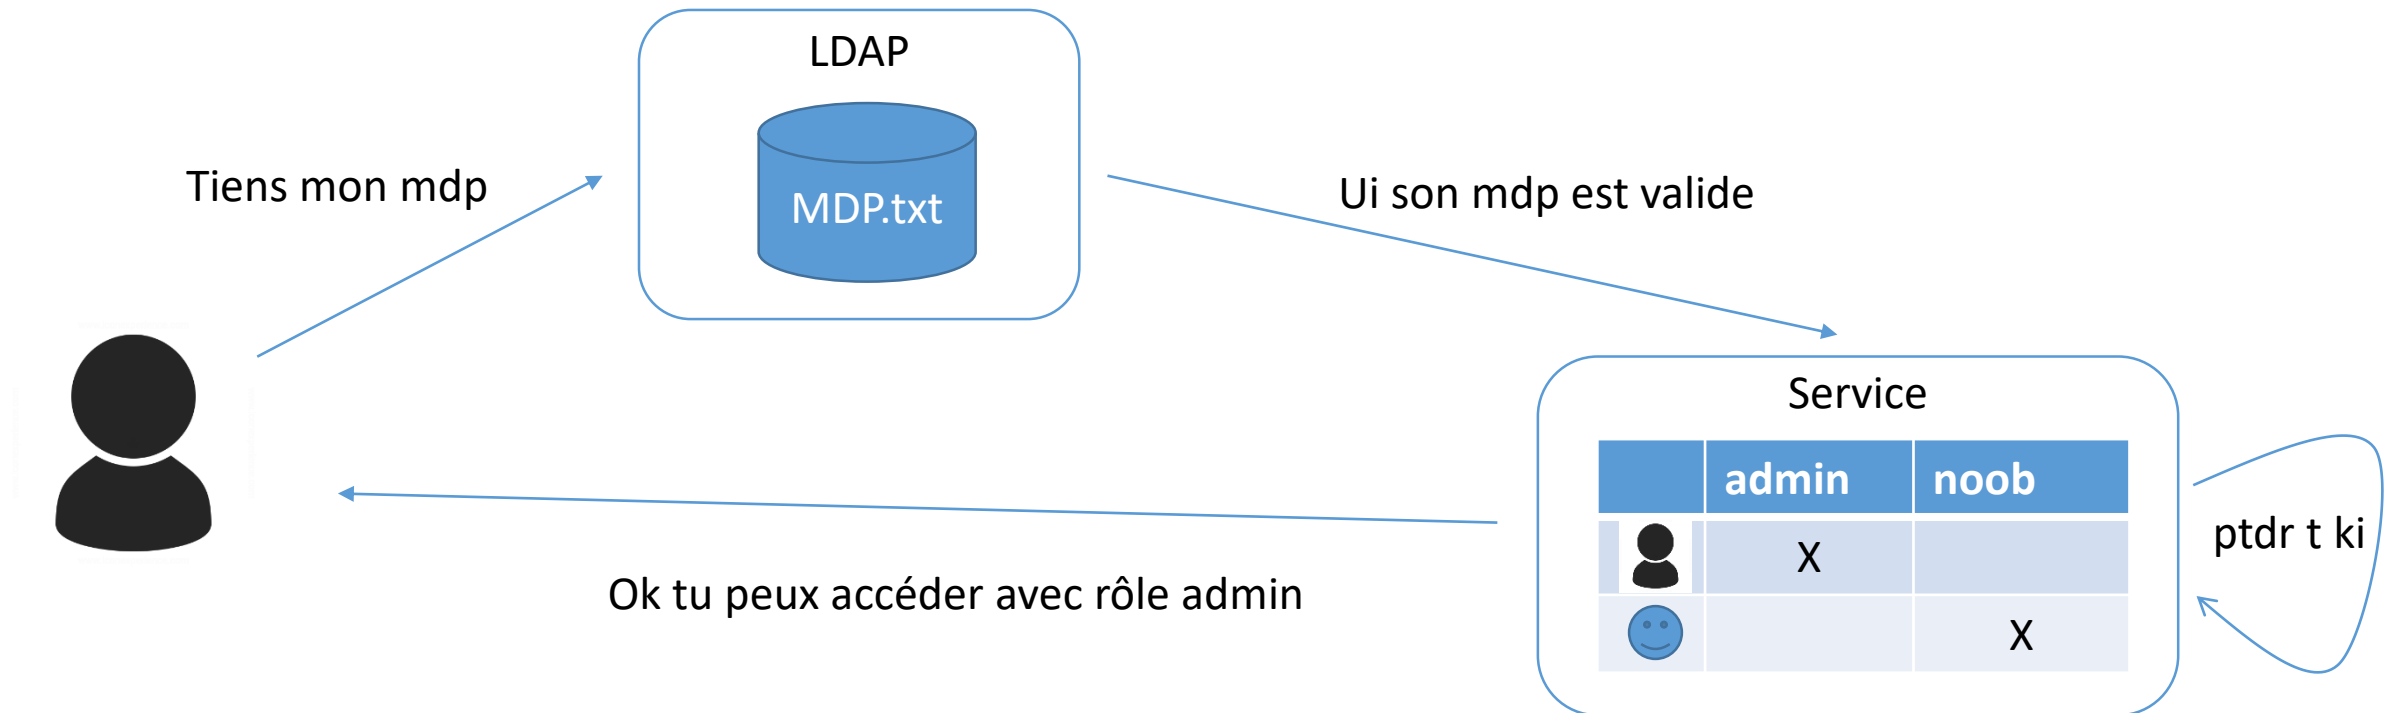 LDAP
MDP.txt
Tiens mon mdp
Ui son mdp est valide
Service
admin noob
X
X
ptdr t ki
Ok tu peux accéder avec rôle admin